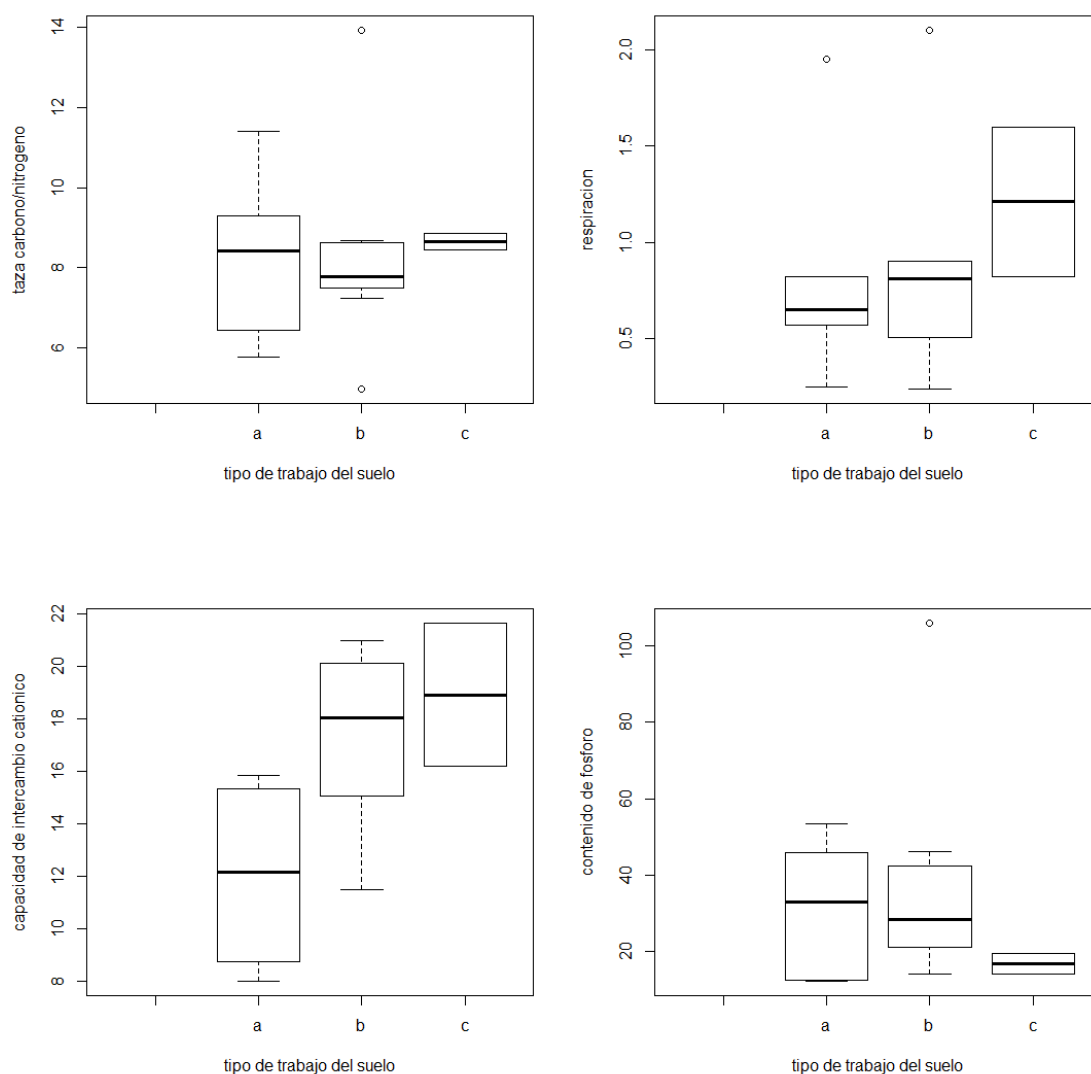 taza carbono/nitrogeno
14
12
10
8
6
a b c
tipo de trabajo del suelo
respiracion
2.0
1.5
1.0
0.5
a b c
tipo de trabajo del suelo
capacidad de intercambio cationico
22
20
18
16
14
12
10
8
a b c
tipo de trabajo del suelo
contenido de fosforo
100
80
60
40
20
a b c
tipo de trabajo del suelo